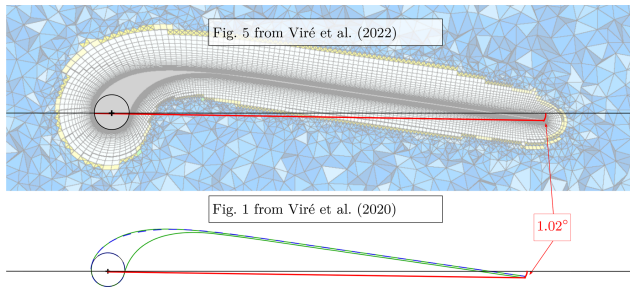 Fig. 5 from Viré et al. (2022)
Fig. 1 from Viré et al. (2020)
1.02°